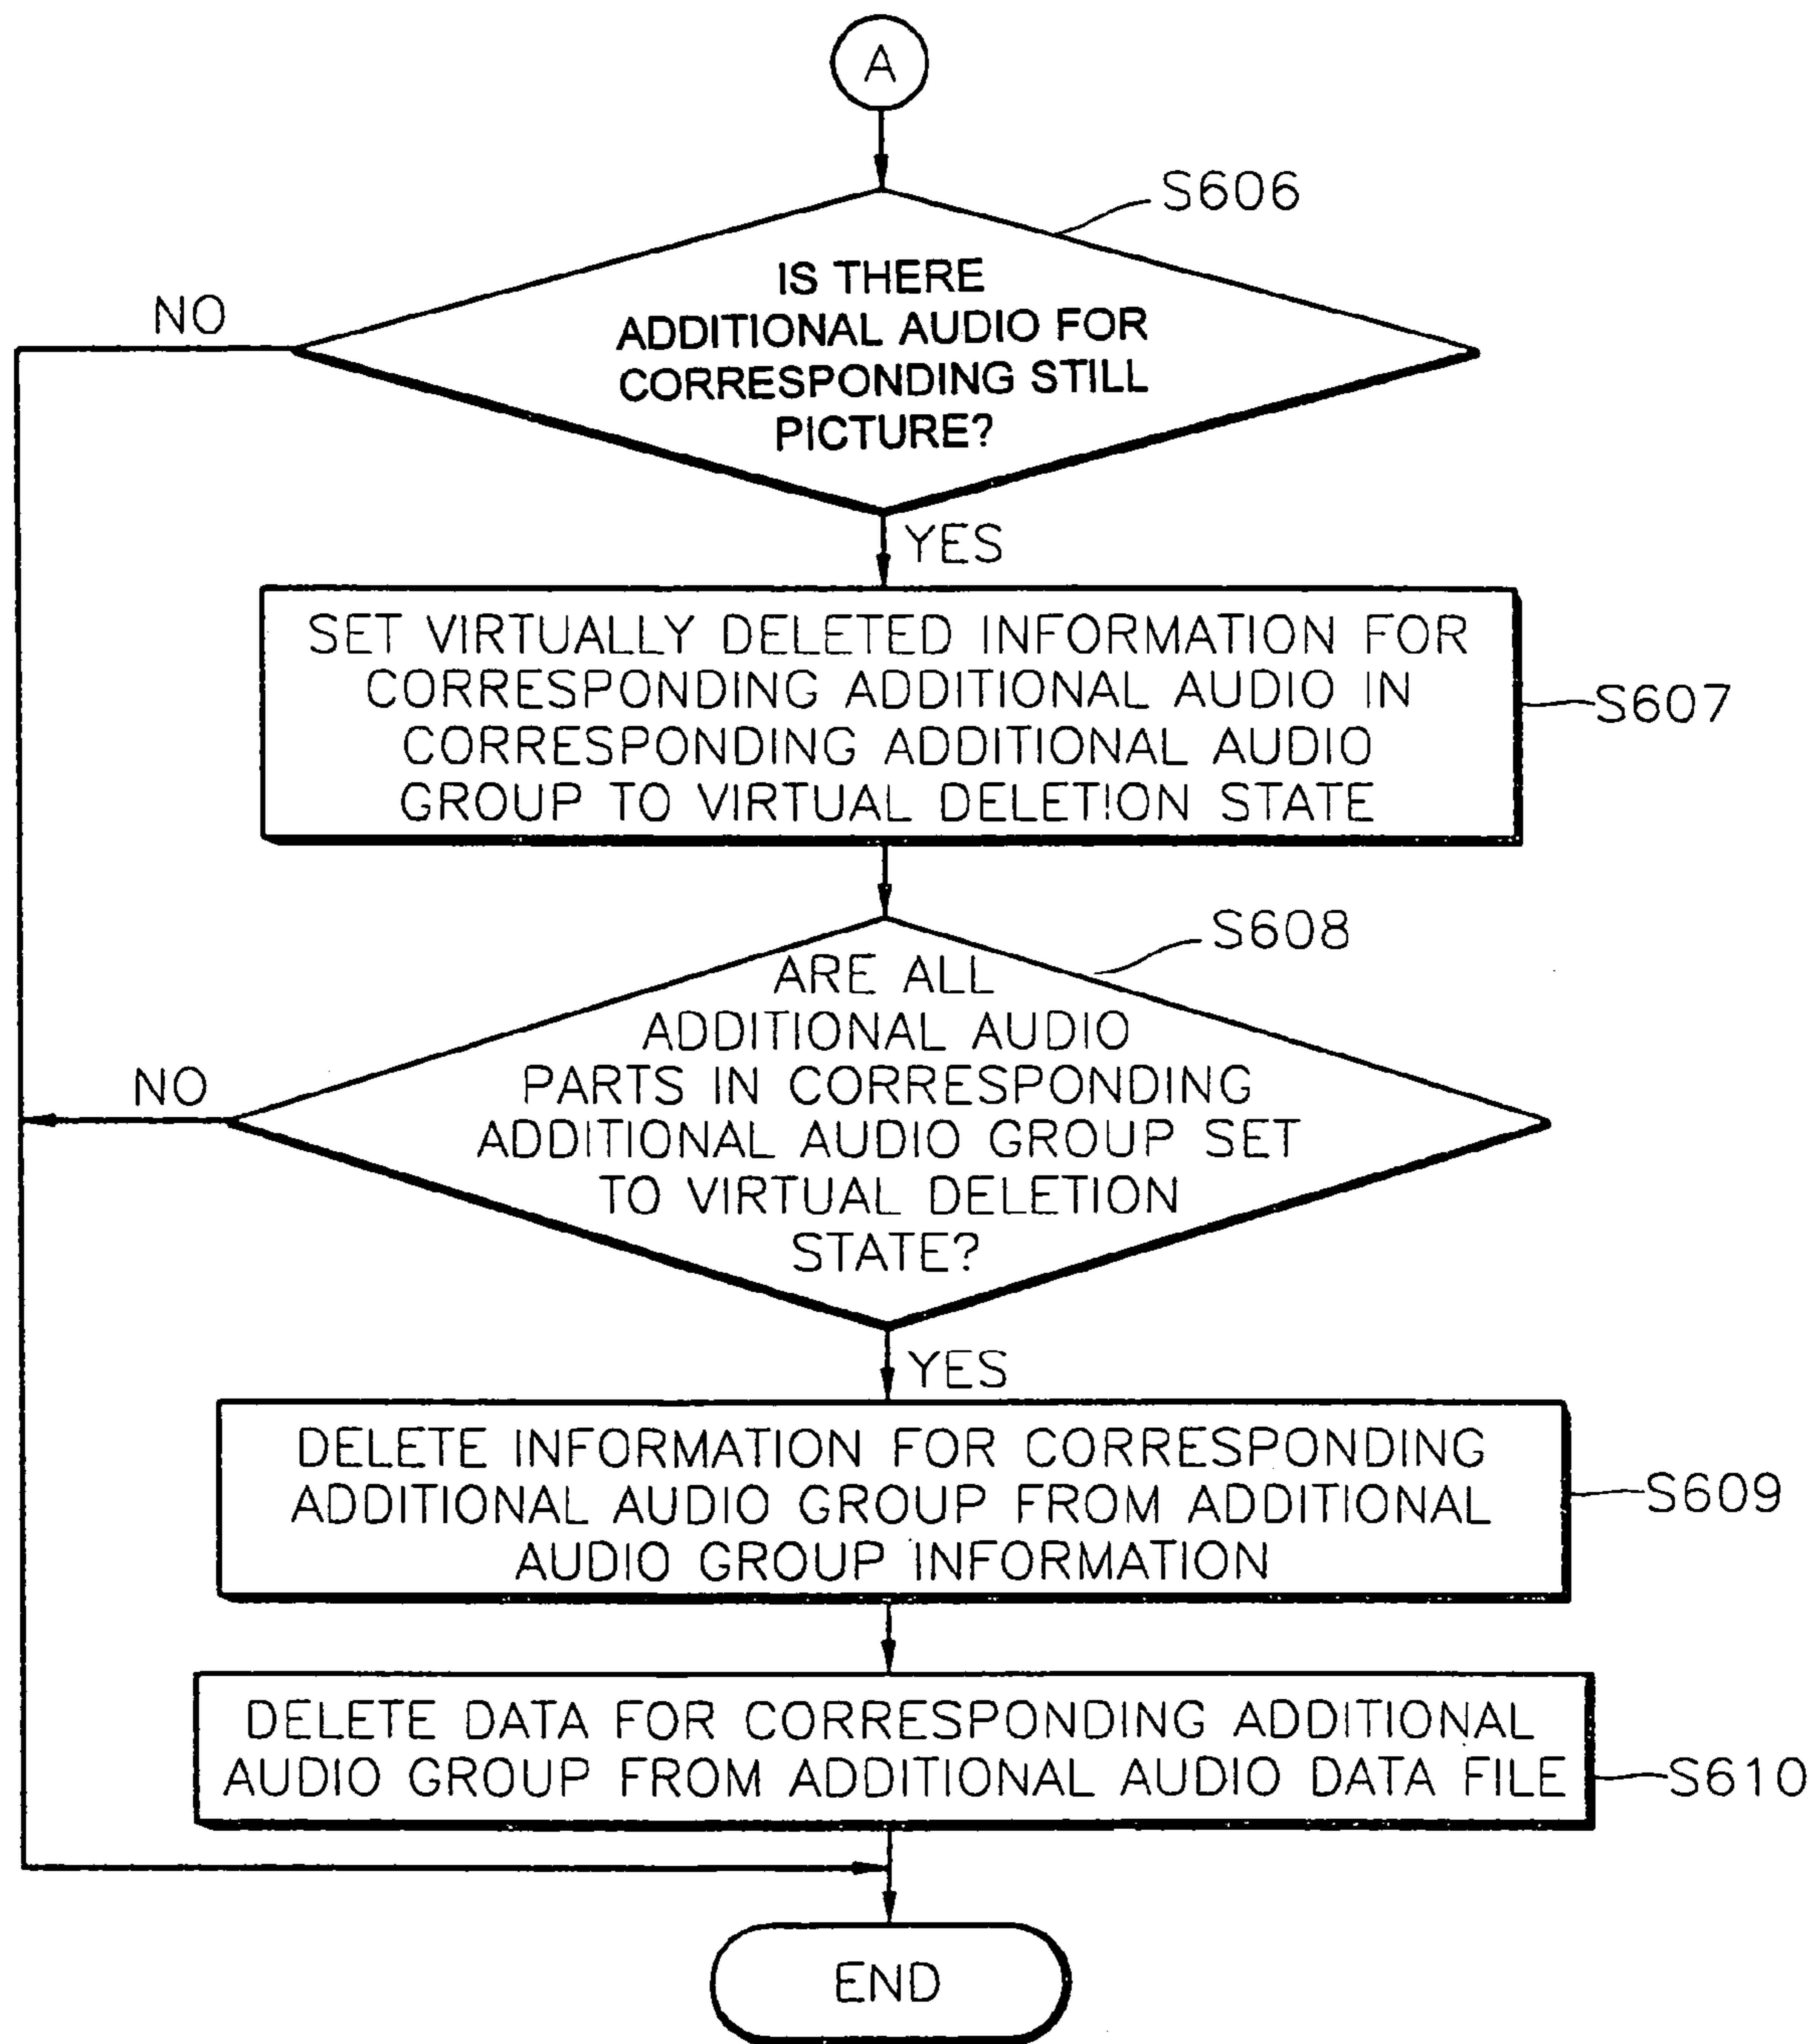 A
S606
IS THERE
ADDITIONAL AUDIO FOR
CORRESPONDING STILL
PICTURE?
NO
YES
SET VIRTUALLY DELETED INFORMATION FOR
CORRESPONDING ADDITIONAL AUDIO IN
CORRESPONDING ADDITIONAL AUDIO
GROUP TO VIRTUAL DELETION STATE
S607
S608
ARE ALL
ADDITIONAL AUDIO
PARTS IN CORRESPONDING
ADDITIONAL AUDIO GROUP SET
TO VIRTUAL DELETION
STATE?
NO
YES
DELETE INFORMATION FOR CORRESPONDING
ADDITIONAL AUDIO GROUP FROM ADDITIONAL
AUDIO GROUP INFORMATION
S609
DELETE DATA FOR CORRESPONDING ADDITIONAL
AUDIO GROUP FROM ADDITIONAL AUDIO DATA FILE
S610
END